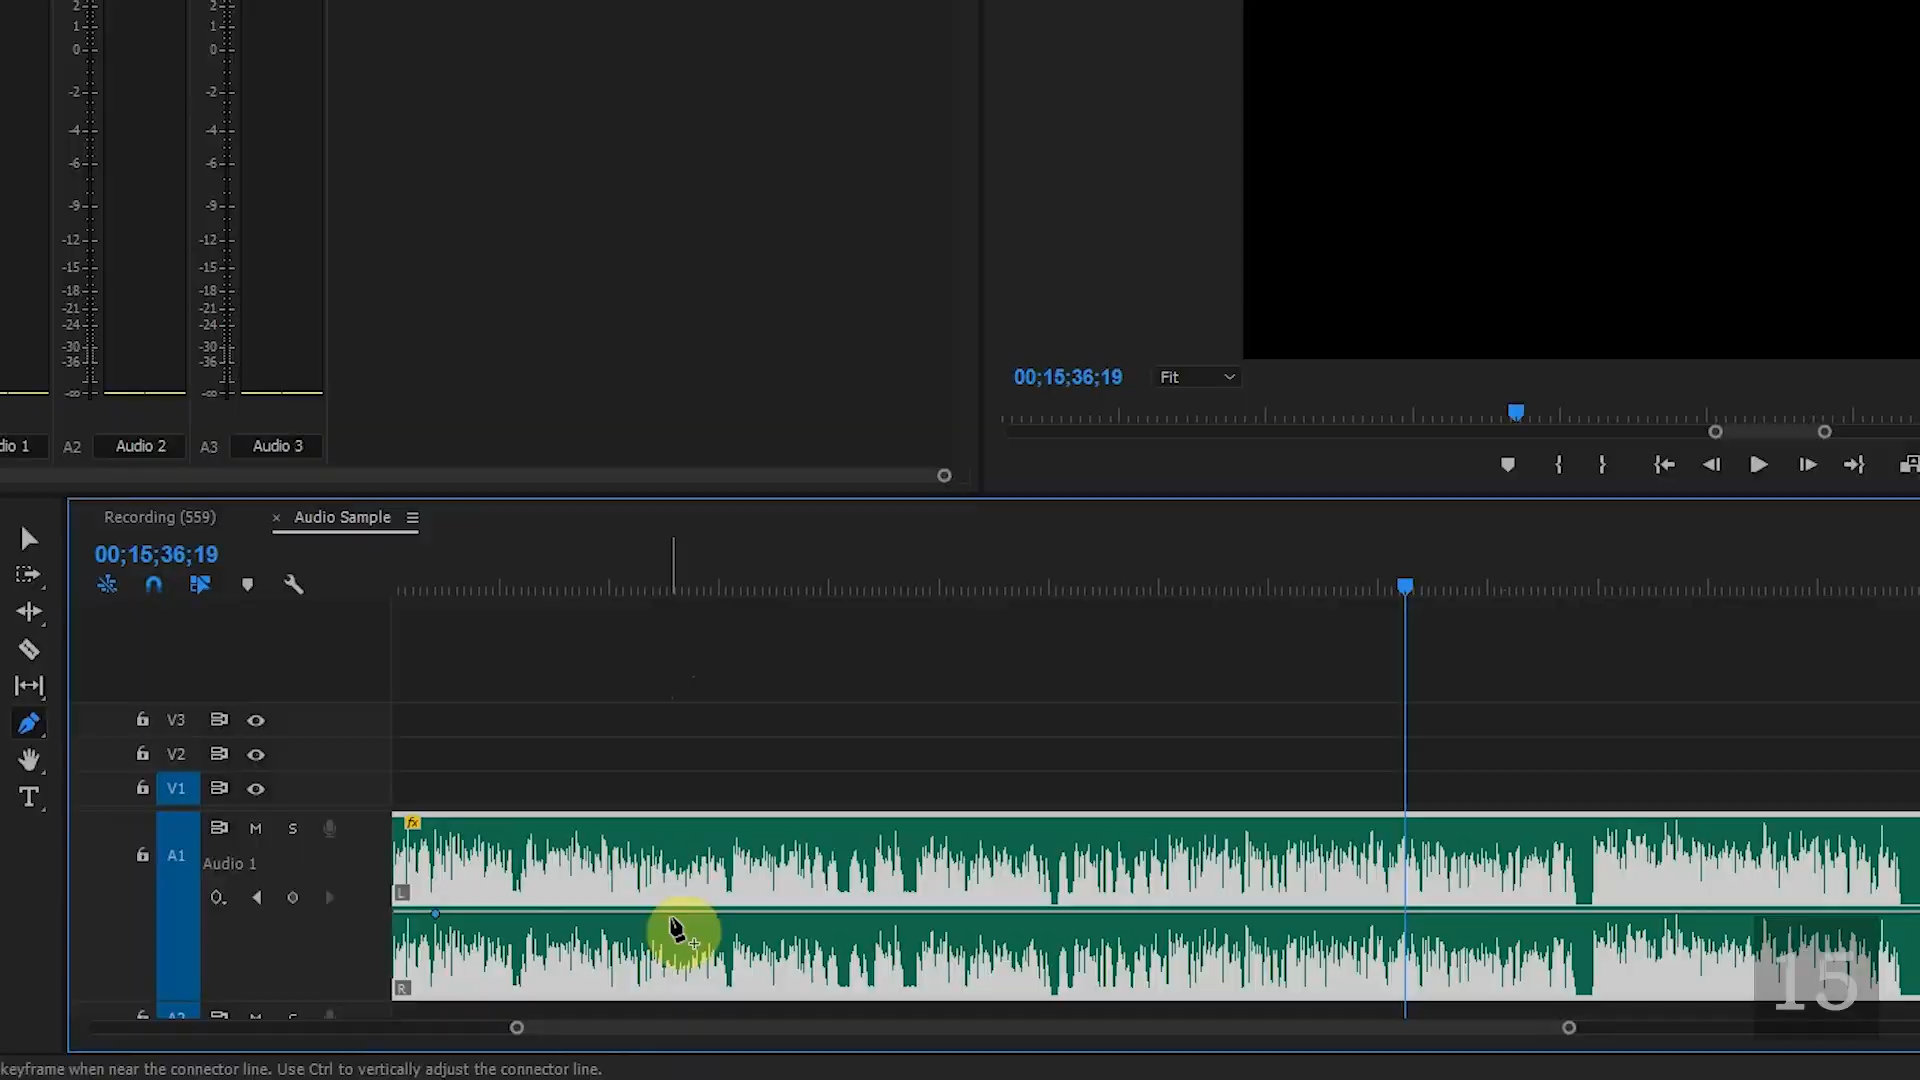 2 2
1 1
0 0
-2 -2
-4 -4
-6 -6
-9 -9
-12 -12
-15 -15
-18 -18
-21 -21
-24 -24
-30 -30
-36 -36
-∞ -∞
dio 1 A2 Audio 2 A3 Audio 3
00;15;36;19 Fit
Recording (559) × Audio Sample
00;15;36;19
V3
V2
V1
fx
M S
A1
Audio 1
L
R
15
A2 M S
T
keyframe when near the connector line. Use Ctrl to vertically adjust the connector line.